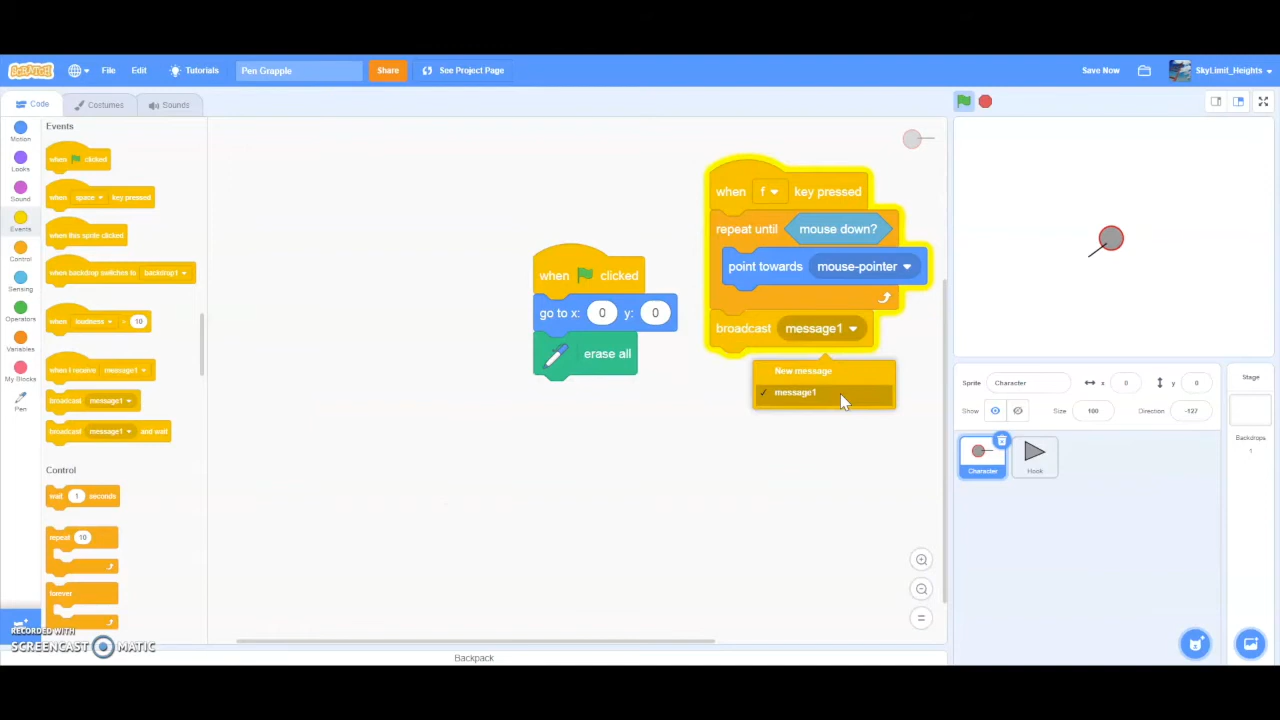 SCRATCH
File
Edit
Tutorials
Pen Grapple
Share
See Project Page
Save Now
SkyLimit_Heights
Code
Costumes
Sounds
Motion
Looks
Sound
Events
Control
Sensing
Operators
Variables
My Blocks
Pen
Events
when clicked
when space key pressed
when this sprite clicked
when backdrop switches to backdrop1
when loudness > 10
when I receive message1
broadcast message1
broadcast message1 and wait
Control
wait 1 seconds
repeat 10
forever
when clicked
go to x: 0 y: 0
erase all
when f key pressed
repeat until mouse down?
point towards mouse-pointer
broadcast message1
New message
✓ message1
Sprite Character x 0 y 0
Show Size 100 Direction -127
Character
Hook
Stage
Backdrops
1
Backpack
RECORDED WITH
SCREENCAST MATIC